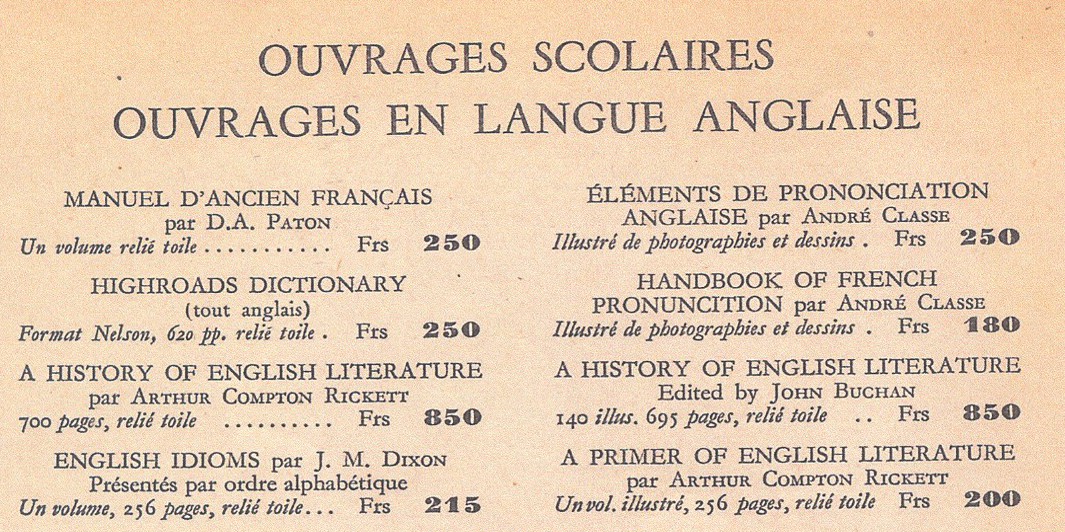 OUVRAGES SCOLAIRES
OUVRAGES EN LANGUE ANGLAISE
MANUEL D'ANCIEN FRANÇAIS
par D.A. PATON
Un volume relié toile ........... Frs 250
HIGHROADS DICTIONARY
(tout anglais)
Format Nelson, 620 pp. relié toile . Frs 250
A HISTORY OF ENGLISH LITERATURE
par ARTHUR COMPTON RICKETT
700 pages, relié toile .......... Frs 850
ENGLISH IDIOMS par J. M. DIXON
Présentés par ordre alphabétique
Un volume, 256 pages, relié toile... Frs 215
ÉLÉMENTS DE PRONONCIATION
ANGLAISE par ANDRÉ CLASSE
Illustré de photographies et dessins . Frs 250
HANDBOOK OF FRENCH
PRONUNCITION par ANDRÉ CLASSE
Illustré de photographies et dessins . Frs 180
A HISTORY OF ENGLISH LITERATURE
Edited by JOHN BUCHAN
140 illus. 695 pages, relié toile .. Frs 850
A PRIMER OF ENGLISH LITERATURE
par ARTHUR COMPTON RICKETT
Un vol. illustré, 256 pages, relié toile Frs 200